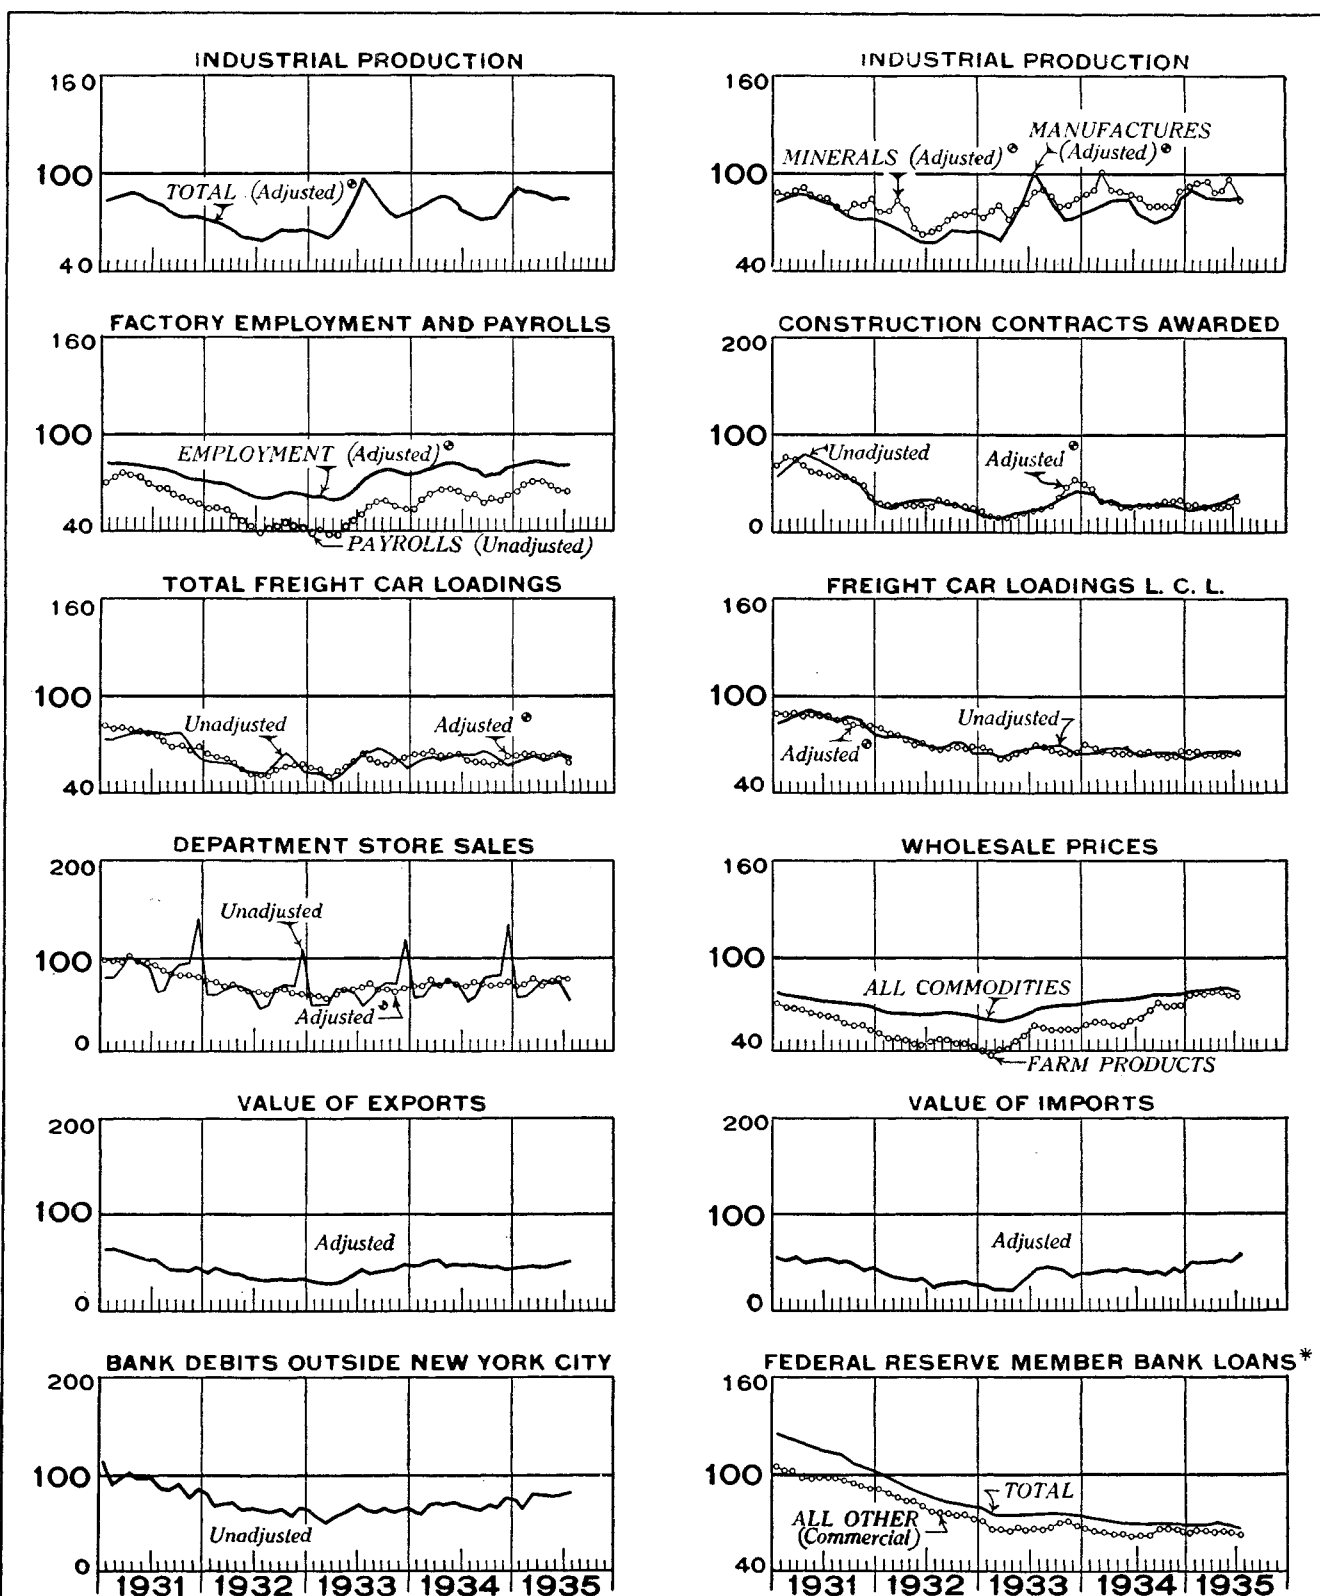 INDUSTRIAL PRODUCTION
160
100
40
TOTAL (Adjusted)
INDUSTRIAL PRODUCTION
160
100
40
MINERALS (Adjusted)
MANUFACTURES
(Adjusted)
FACTORY EMPLOYMENT AND PAYROLLS
160
100
40
EMPLOYMENT (Adjusted)
PAYROLLS (Unadjusted)
CONSTRUCTION CONTRACTS AWARDED
200
100
0
Unadjusted
Adjusted
TOTAL FREIGHT CAR LOADINGS
160
100
40
Unadjusted
Adjusted
FREIGHT CAR LOADINGS L. C. L.
160
100
40
Unadjusted
Adjusted
DEPARTMENT STORE SALES
200
100
0
Unadjusted
Adjusted
WHOLESALE PRICES
160
100
40
ALL COMMODITIES
FARM PRODUCTS
VALUE OF EXPORTS
200
100
0
Adjusted
VALUE OF IMPORTS
200
100
0
Adjusted
BANK DEBITS OUTSIDE NEW YORK CITY
200
100
0
Unadjusted
1931 1932 1933 1934 1935
FEDERAL RESERVE MEMBER BANK LOANS*
160
100
40
TOTAL
ALL OTHER
(Commercial)
1931 1932 1933 1934 1935